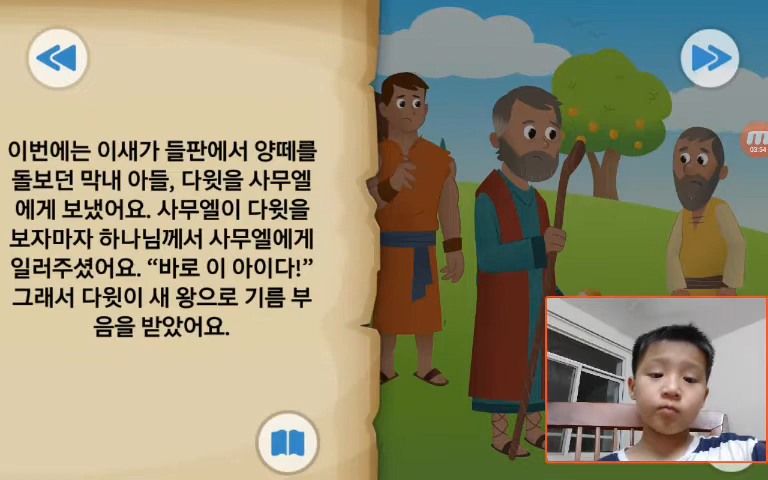 이번에는 이새가 들판에서 양떼를
돌보던 막내 아들, 다윗을 사무엘
에게 보냈어요. 사무엘이 다윗을
보자마자 하나님께서 사무엘에게
일러주셨어요. “바로 이 아이다!”
그래서 다윗이 새 왕으로 기름 부
음을 받았어요.
M
03:54